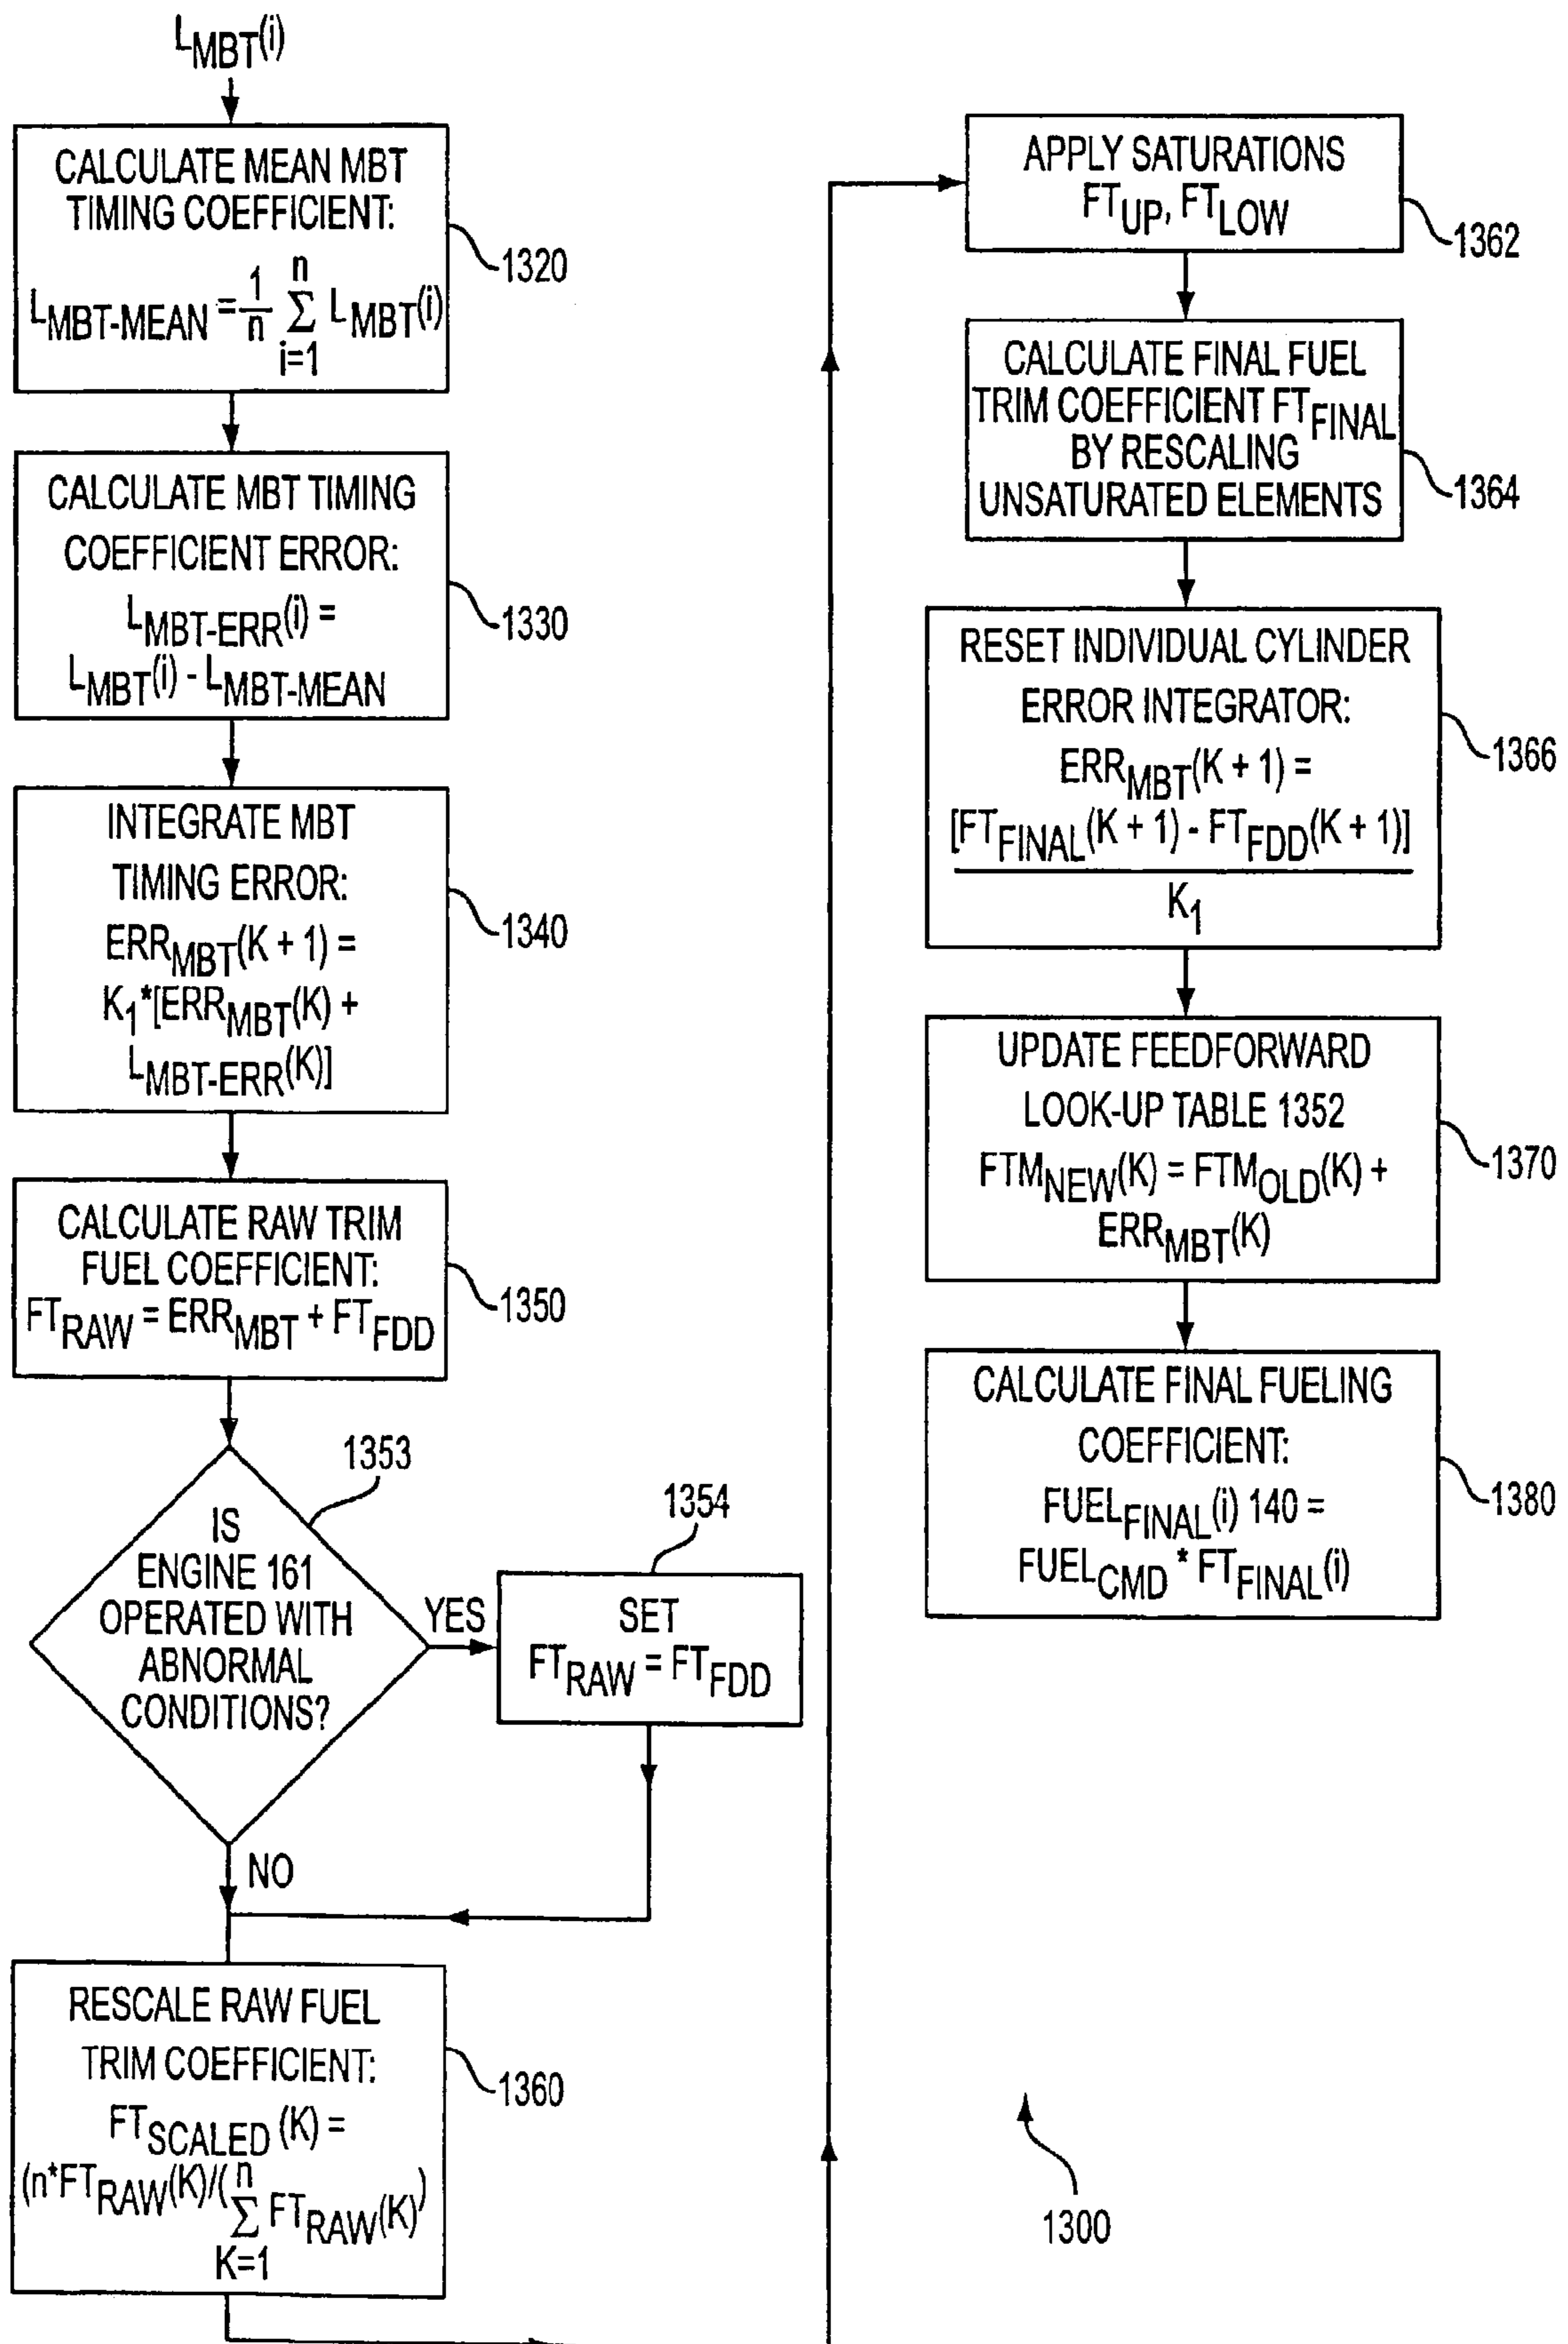 L_MBT(i)
CALCULATE MEAN MBT
TIMING COEFFICIENT:
L_MBT-MEAN = 1/n n Σ i=1 L_MBT(i)
1320
CALCULATE MBT TIMING
COEFFICIENT ERROR:
L_MBT-ERR(i) =
L_MBT(i) - L_MBT-MEAN
1330
INTEGRATE MBT
TIMING ERROR:
ERR_MBT(K + 1) =
K_1*[ERR_MBT(K) +
L_MBT-ERR(K)]
1340
CALCULATE RAW TRIM
FUEL COEFFICIENT:
FT_RAW = ERR_MBT + FT_FDD
1350
1353
IS
ENGINE 161
OPERATED WITH
ABNORMAL
CONDITIONS?
YES
NO
1354
SET
FT_RAW = FT_FDD
RESCALE RAW FUEL
TRIM COEFFICIENT:
FT_SCALED (K) =
(n*FT_RAW(K)/( n Σ K=1 FT_RAW(K))
1360
APPLY SATURATIONS
FT_UP, FT_LOW
1362
CALCULATE FINAL FUEL
TRIM COEFFICIENT FT_FINAL
BY RESCALING
UNSATURATED ELEMENTS
1364
RESET INDIVIDUAL CYLINDER
ERROR INTEGRATOR:
ERR_MBT(K + 1) =
[FT_FINAL(K + 1) - FT_FDD(K + 1)]
K_1
1366
UPDATE FEEDFORWARD
LOOK-UP TABLE 1352
FTM_NEW(K) = FTM_OLD(K) +
ERR_MBT(K)
1370
CALCULATE FINAL FUELING
COEFFICIENT:
FUEL_FINAL(i) 140 =
FUEL_CMD * FT_FINAL(i)
1380
1300